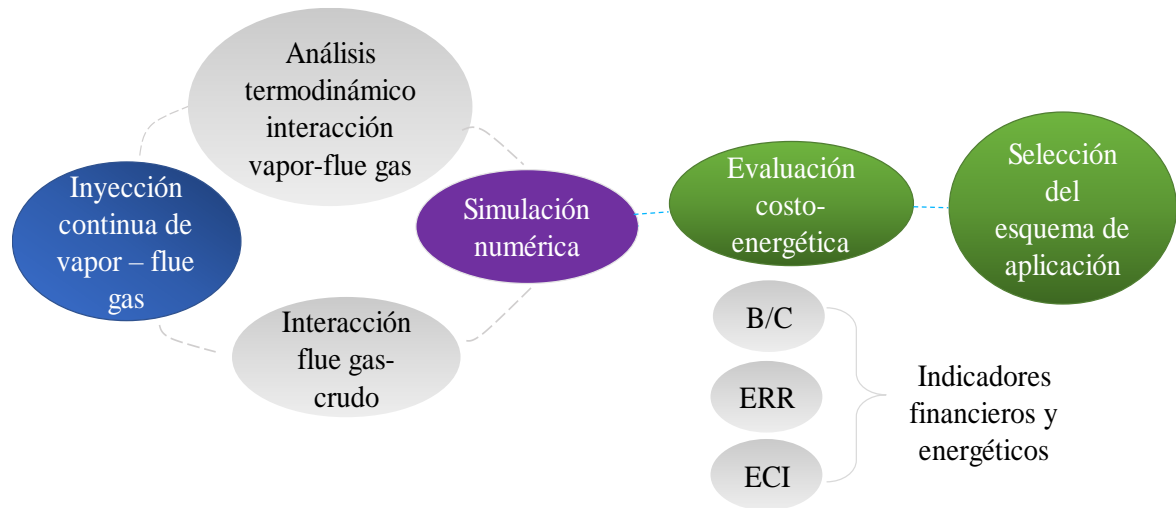 Análisis
termodinámico
interacción
vapor-flue gas
Inyección
continua de
vapor – flue
gas
Interacción
flue gas-
crudo
Simulación
numérica
Evaluación
costo-
energética
Selección
del
esquema de
aplicación
B/C
ERR
ECI
Indicadores
financieros y
energéticos